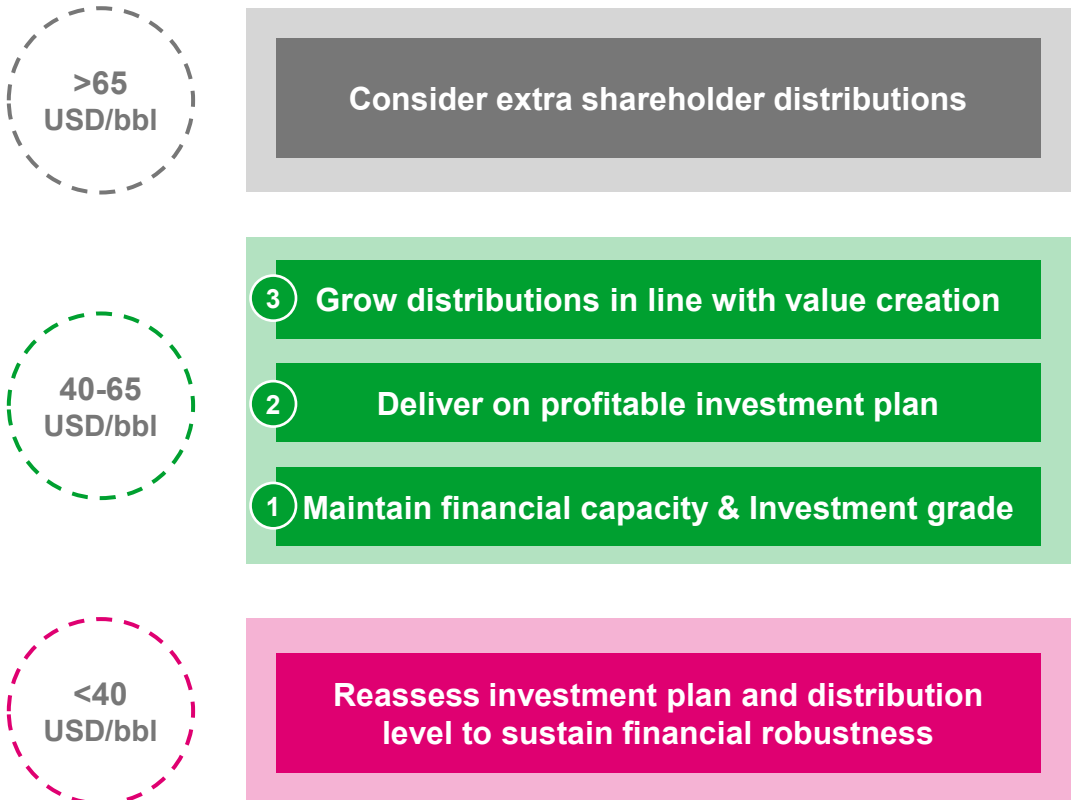 >65
USD/bbl
Consider extra shareholder distributions
40-65
USD/bbl
3 Grow distributions in line with value creation
2 Deliver on profitable investment plan
1 Maintain financial capacity & Investment grade
<40
USD/bbl
Reassess investment plan and distribution
level to sustain financial robustness